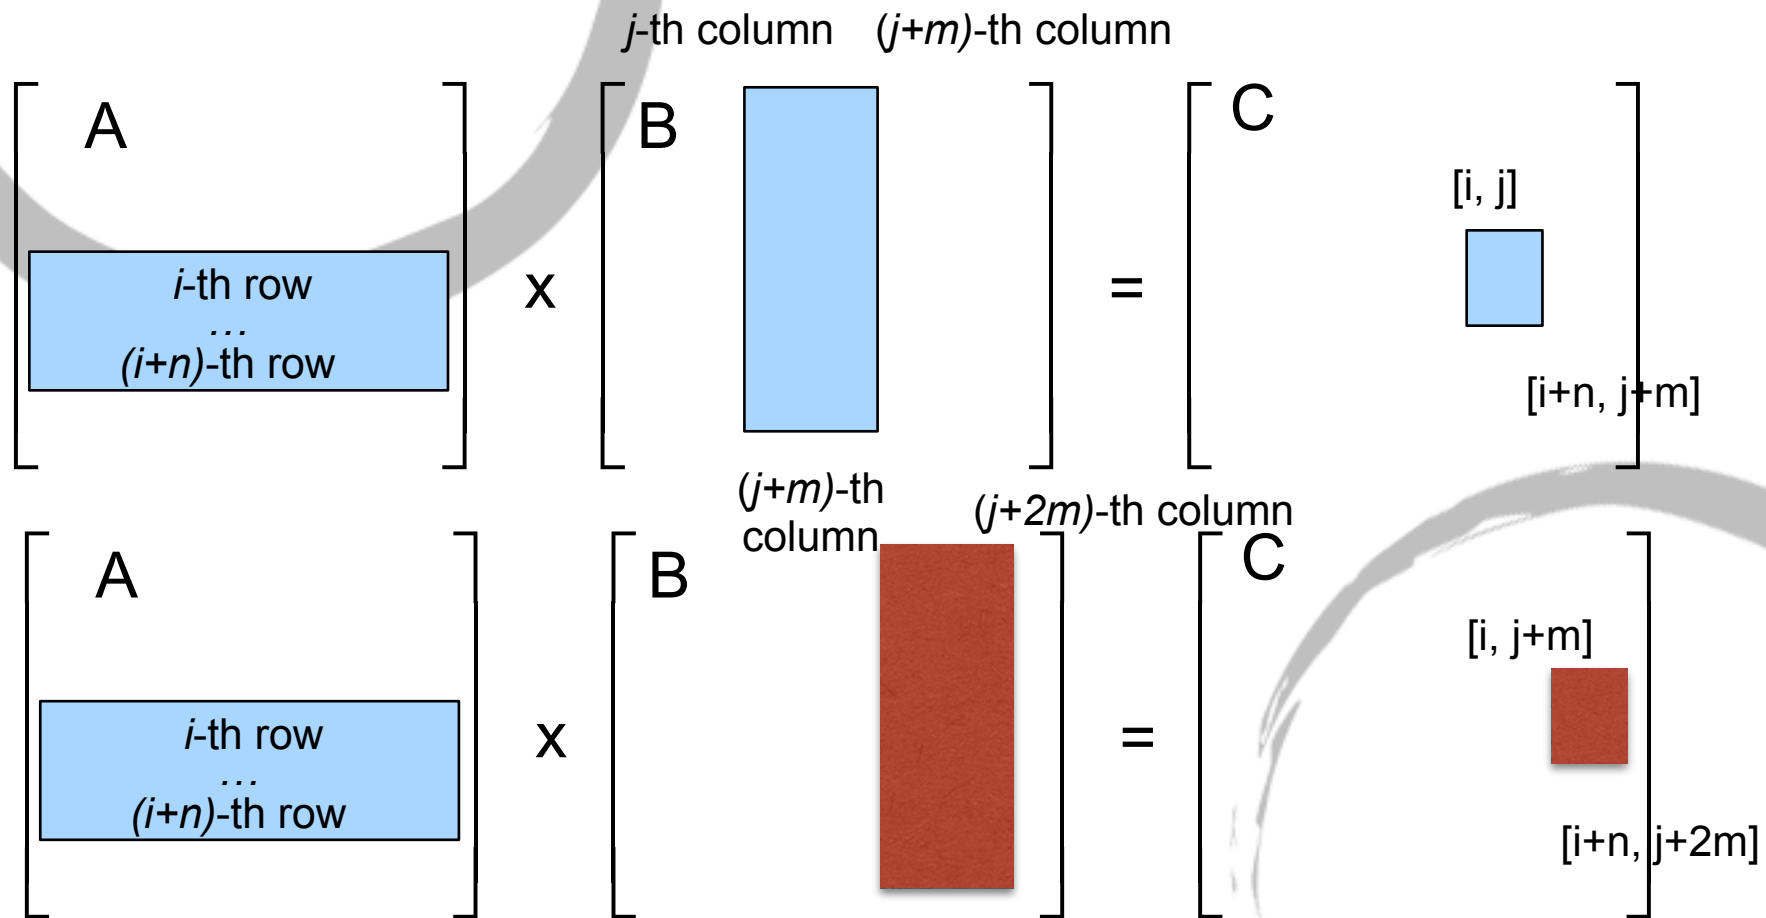 j-th column (j+m)-th column
A
B
C
[i, j]
i-th row
...
(i+n)-th row
x
=
[i+n, j+m]
(j+m)-th
column
(j+2m)-th column
A
B
C
[i, j+m]
i-th row
...
(i+n)-th row
x
=
[i+n, j+2m]